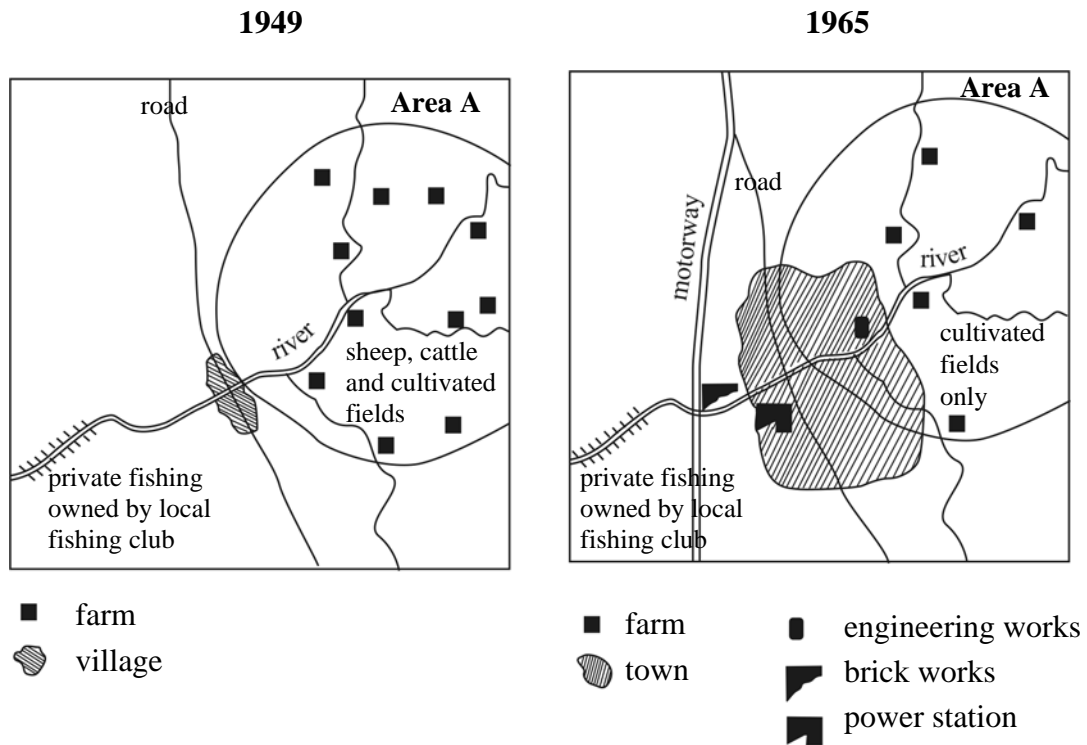 1949
road
Area A
river
sheep, cattle
and cultivated
fields
private fishing
owned by local
fishing club
farm
village
1965
Area A
road
motorway
river
cultivated
fields
only
private fishing
owned by local
fishing club
farm
town
engineering works
brick works
power station